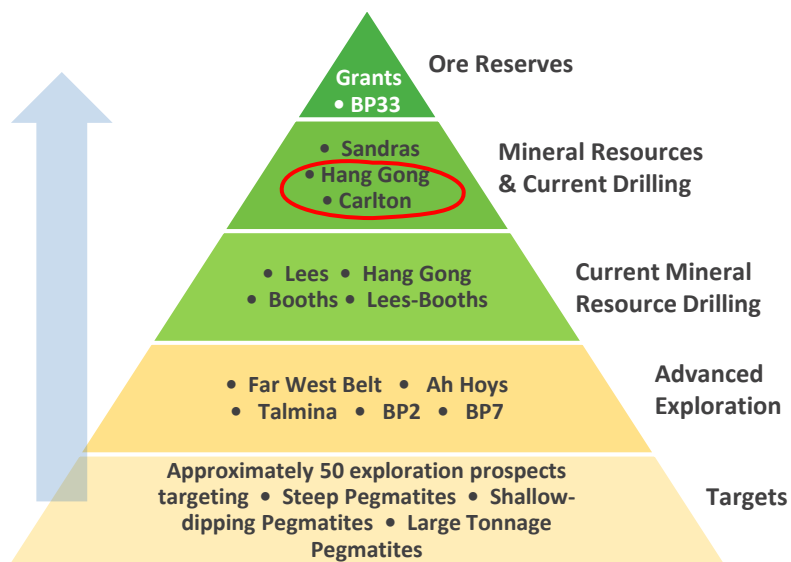 Grants
• BP33
Ore Reserves
• Sandras
• Hang Gong
• Carlton
Mineral Resources
& Current Drilling
• Lees • Hang Gong
• Booths • Lees-Booths
Current Mineral
Resource Drilling
• Far West Belt • Ah Hoys
• Talmina • BP2 • BP7
Advanced
Exploration
Approximately 50 exploration prospects
targeting • Steep Pegmatites • Shallow-
dipping Pegmatites • Large Tonnage
Pegmatites
Targets